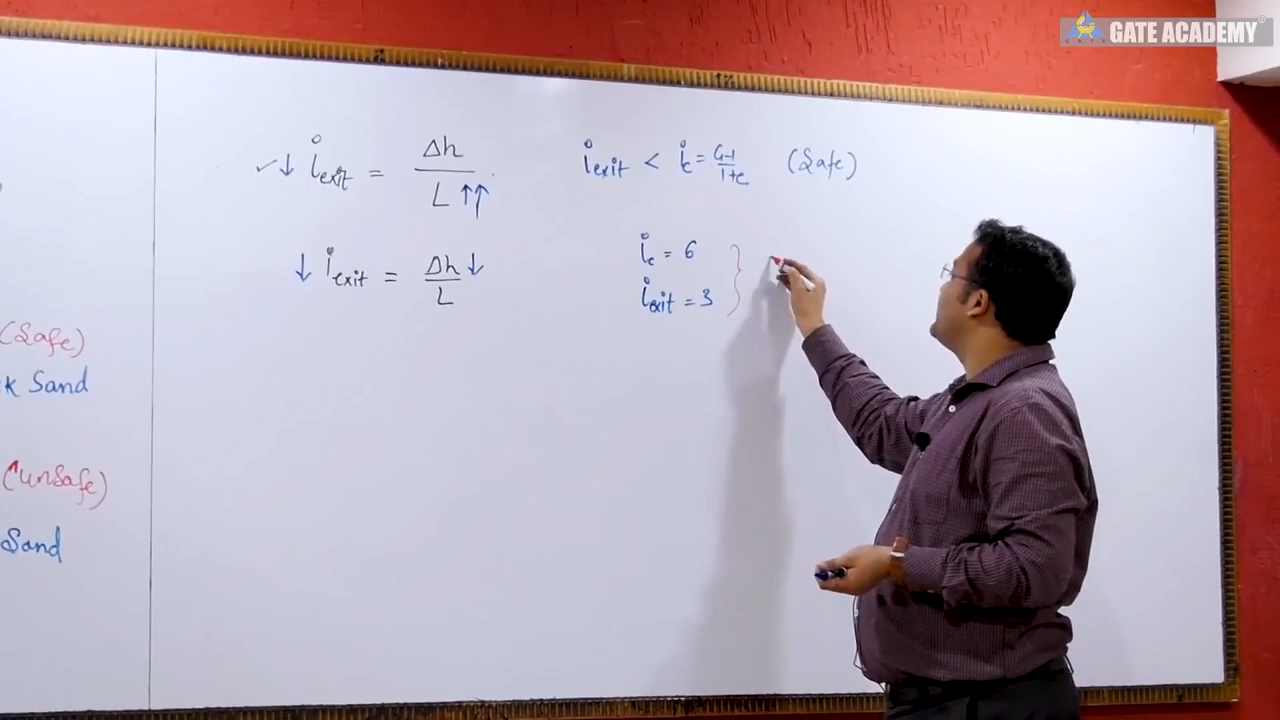 GATE ACADEMY
(Safe)
k Sand
(unsafe)
Sand
✓↓ i_exit = Δh / L ↑↑
↓ i_exit = Δh↓ / L
i_exit < i_c = G-1 / 1+e (Safe)
i_c = 6
i_exit = 3